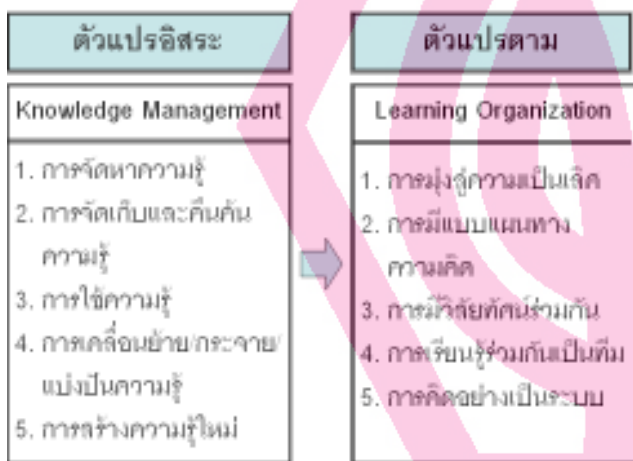 ตัวแปรอิสระ
Knowledge Management
1. การจัดหาความรู้
2. การจัดเก็บและคืนค้น
ความรู้
3. การใช้ความรู้
4. การเคลื่อนย้าย/กระจาย/
แบ่งปันความรู้
5. การสร้างความรู้ใหม่
ตัวแปรตาม
Learning Organization
1. การมุ่งสู่ความเป็นเลิศ
2. การมีแบบแผนทาง
ความคิด
3. การมีวิสัยทัศน์ร่วมกัน
4. การเรียนรู้ร่วมกันเป็นทีม
5. การคิดอย่างเป็นระบบ